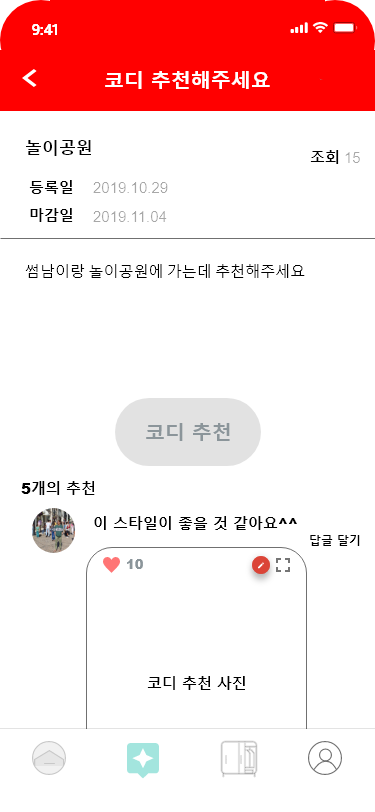 9:41
코디 추천해주세요
놀이공원
조회 15
등록일 2019.10.29
마감일 2019.11.04
썸남이랑 놀이공원에 가는데 추천해주세요
코디 추천
5개의 추천
이 스타일이 좋을 것 같아요^^
답글 달기
10
코디 추천 사진